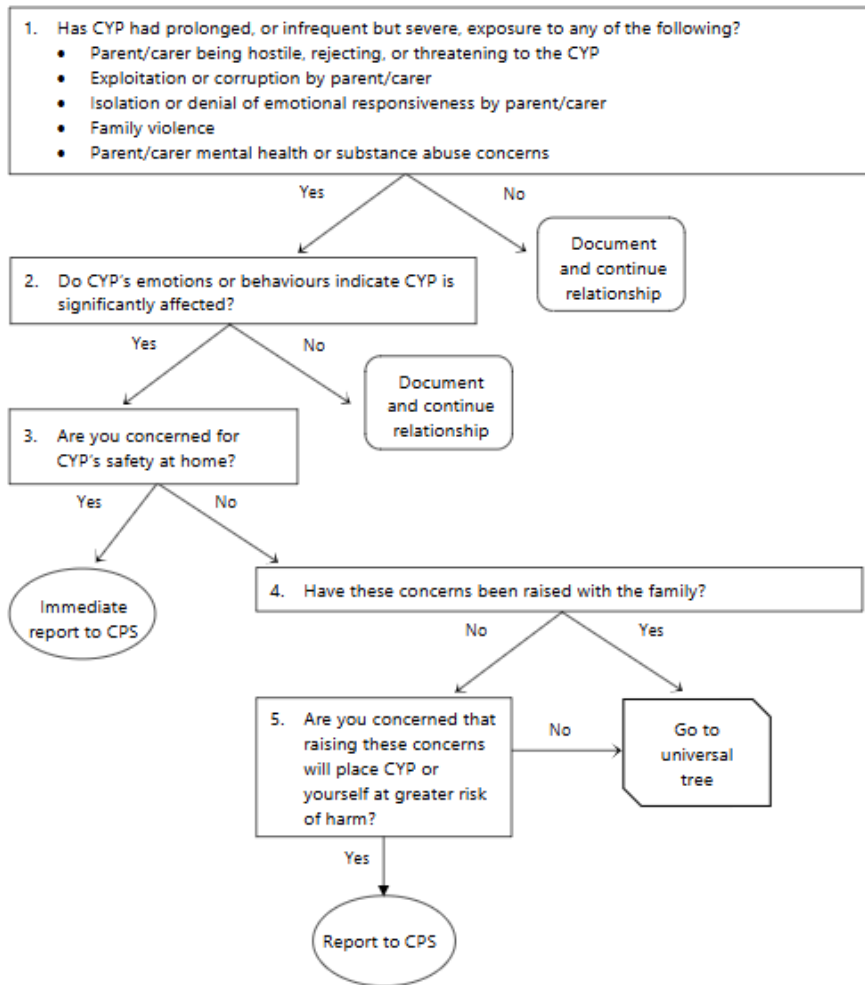 1. Has CYP had prolonged, or infrequent but severe, exposure to any of the following?
• Parent/carer being hostile, rejecting, or threatening to the CYP
• Exploitation or corruption by parent/carer
• Isolation or denial of emotional responsiveness by parent/carer
• Family violence
• Parent/carer mental health or substance abuse concerns
Yes
No
Document
and continue
relationship
2. Do CYP's emotions or behaviours indicate CYP is
significantly affected?
Yes
No
Document
and continue
relationship
3. Are you concerned for
CYP's safety at home?
Yes
No
Immediate
report to CPS
4. Have these concerns been raised with the family?
No
Yes
5. Are you concerned that
raising these concerns
will place CYP or
yourself at greater risk
of harm?
No
Go to
universal
tree
Yes
Report to CPS